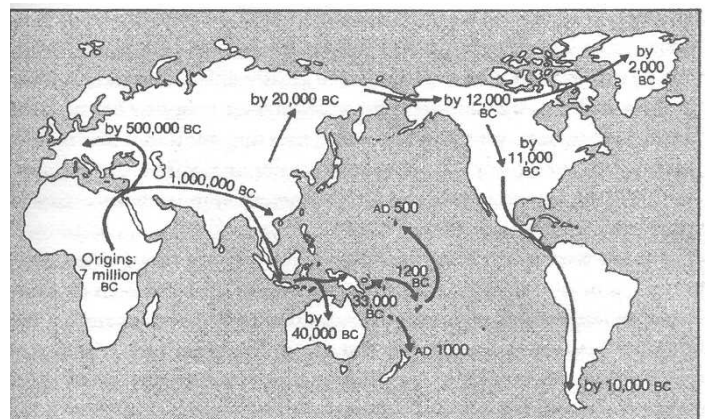 by
2,000
BC
by 20,000 BC
by 12,000
BC
by 500,000 BC
by
11,000
BC
1,000,000 BC
AD 500
Origins:
7 million
BC
1200
BC
33,000
BC
by
40,000 BC
AD 1000
by 10,000 BC